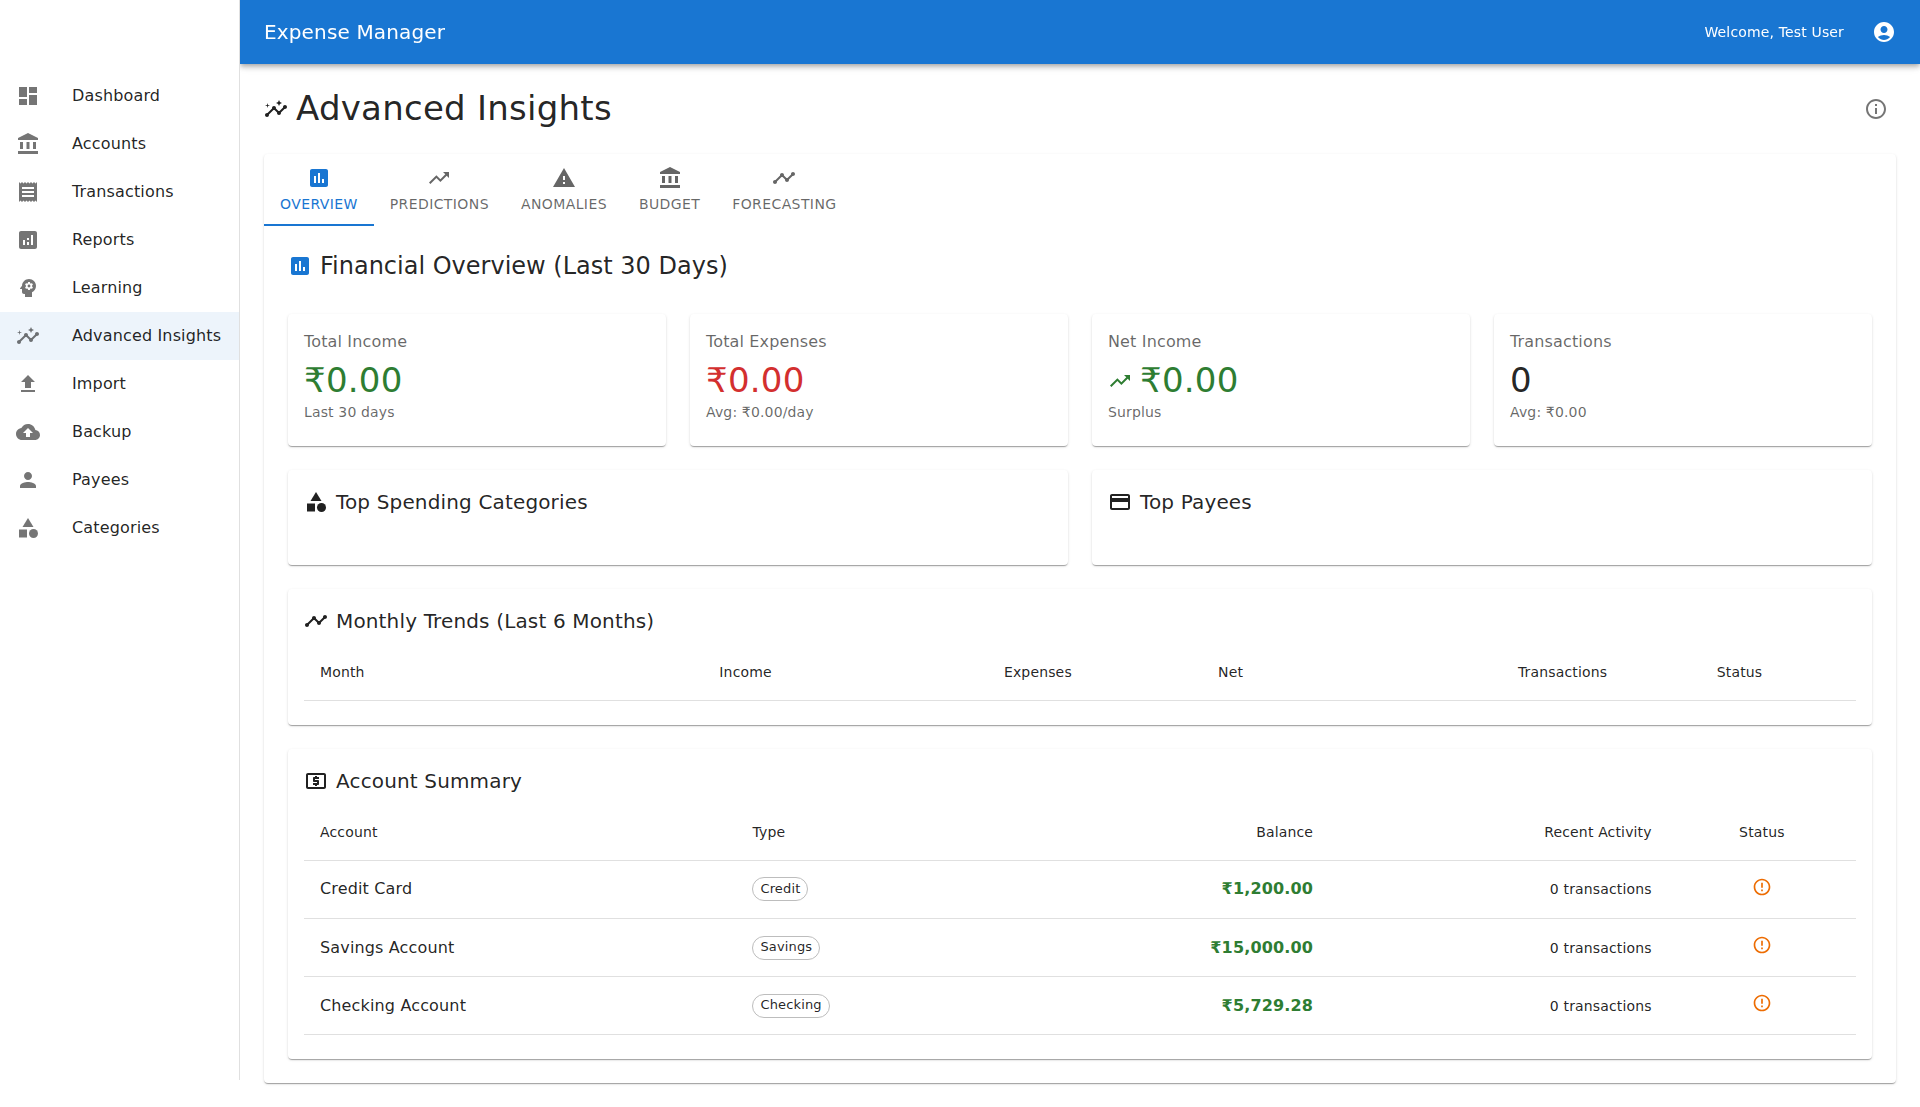 Expense Manager
Welcome, Test User
Dashboard
Accounts
Transactions
Reports
Learning
Advanced Insights
Import
Backup
Payees
Categories
Advanced Insights
OVERVIEW
PREDICTIONS
ANOMALIES
BUDGET
FORECASTING
Financial Overview (Last 30 Days)
Total Income
₹0.00
Last 30 days
Total Expenses
₹0.00
Avg: ₹0.00/day
Net Income
₹0.00
Surplus
Transactions
0
Avg: ₹0.00
Top Spending Categories
Top Payees
Monthly Trends (Last 6 Months)
Month Income Expenses Net Transactions Status
Account Summary
Account Type Balance Recent Activity Status
Credit Card Credit ₹1,200.00 0 transactions
Savings Account Savings ₹15,000.00 0 transactions
Checking Account Checking ₹5,729.28 0 transactions